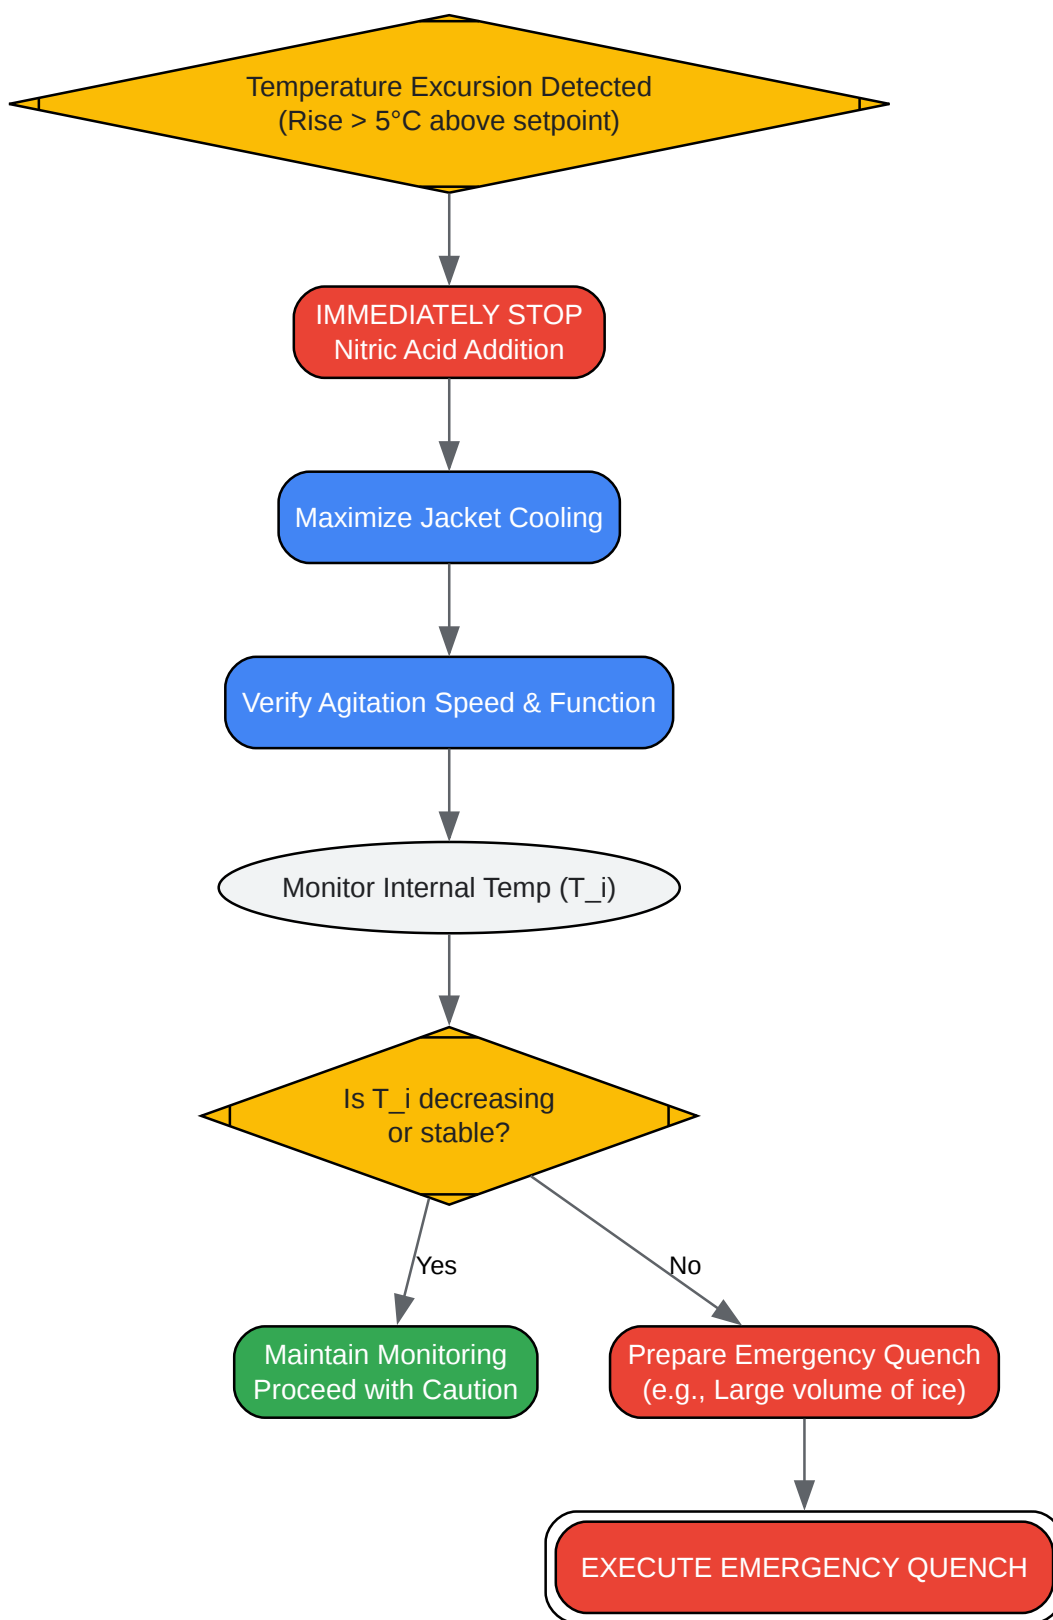 Temperature Excursion Detected
(Rise > 5°C above setpoint)
IMMEDIATELY STOP
Nitric Acid Addition
Maximize Jacket Cooling
Verify Agitation Speed & Function
Monitor Internal Temp (T_i)
Is T_i decreasing
or stable?
Yes
No
Maintain Monitoring
Proceed with Caution
Prepare Emergency Quench
(e.g., Large volume of ice)
EXECUTE EMERGENCY QUENCH